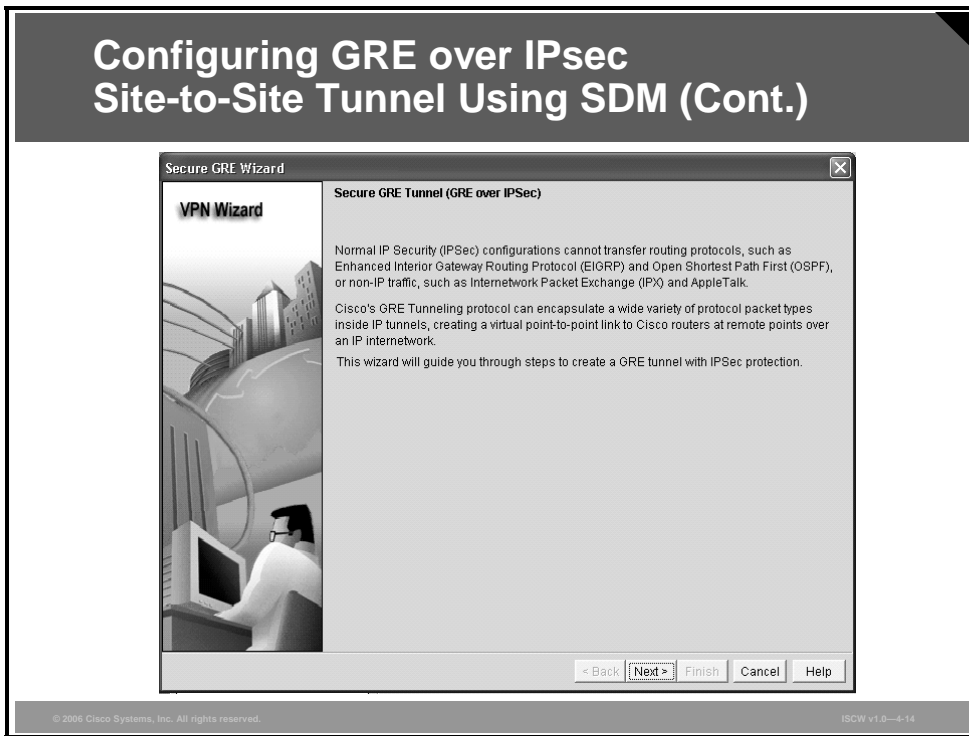 Configuring GRE over IPsec
Site-to-Site Tunnel Using SDM (Cont.)
Secure GRE Wizard
VPN Wizard
Secure GRE Tunnel (GRE over IPSec)
Normal IP Security (IPSec) configurations cannot transfer routing protocols, such as
Enhanced Interior Gateway Routing Protocol (EIGRP) and Open Shortest Path First (OSPF),
or non-IP traffic, such as Internetwork Packet Exchange (IPX) and AppleTalk.
Cisco's GRE Tunneling protocol can encapsulate a wide variety of protocol packet types
inside IP tunnels, creating a virtual point-to-point link to Cisco routers at remote points over
an IP internetwork.
This wizard will guide you through steps to create a GRE tunnel with IPSec protection.
< Back Next > Finish Cancel Help
© 2006 Cisco Systems, Inc. All rights reserved. ISCW v1.0—4-14